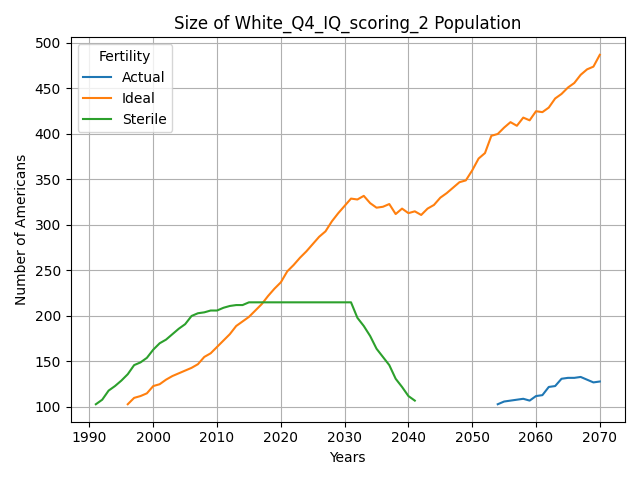 Size of White_Q4_IQ_scoring_2 Population
Fertility
Actual
Ideal
Sterile
Number of Americans
500
450
400
350
300
250
200
150
100
1990 2000 2010 2020 2030 2040 2050 2060 2070
Years